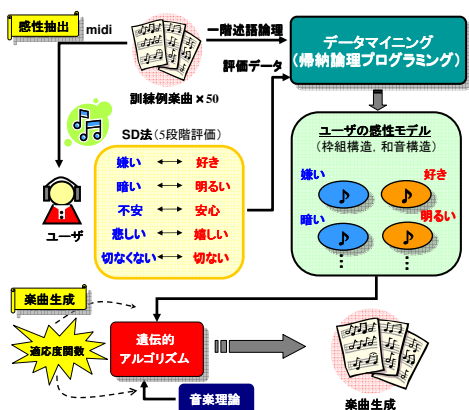 感性抽出
midi
一階述語論理
評価データ
訓練例楽曲×50
データマイニング
(帰納論理プログラミング)
SD法(5段階評価)
嫌い 好き
暗い 明るい
不安 安心
悲しい 嬉しい
切なくない 切ない
ユーザ
ユーザの感性モデル
(枠組構造, 和音構造)
嫌い 好き
暗い 明るい
楽曲生成
適応度関数
遺伝的
アルゴリズム
音楽理論
楽曲生成